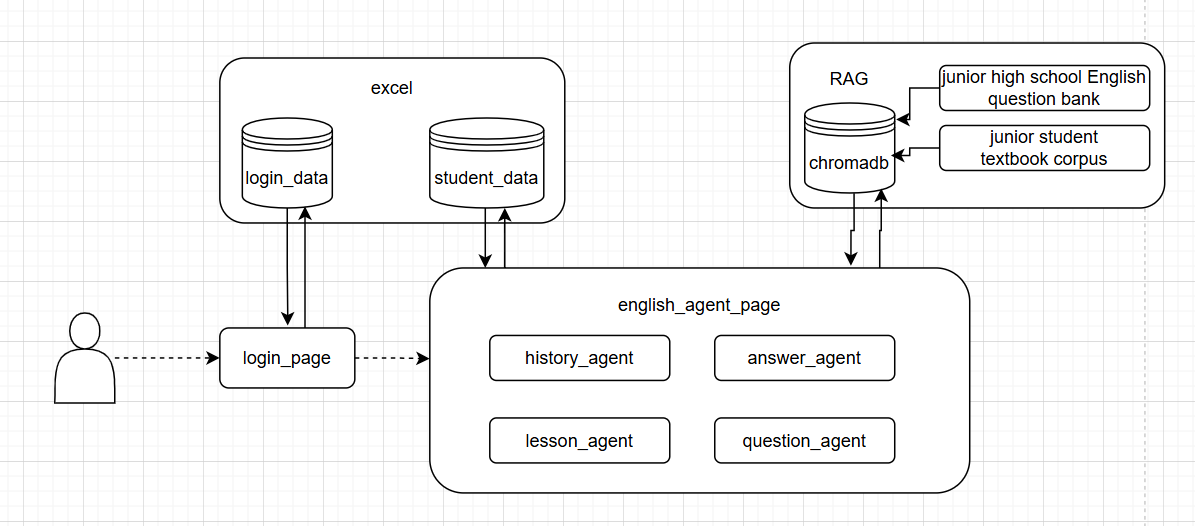 excel
login_data
student_data
RAG
junior high school English
question bank
junior student
textbook corpus
chromadb
login_page
english_agent_page
history_agent
answer_agent
lesson_agent
question_agent